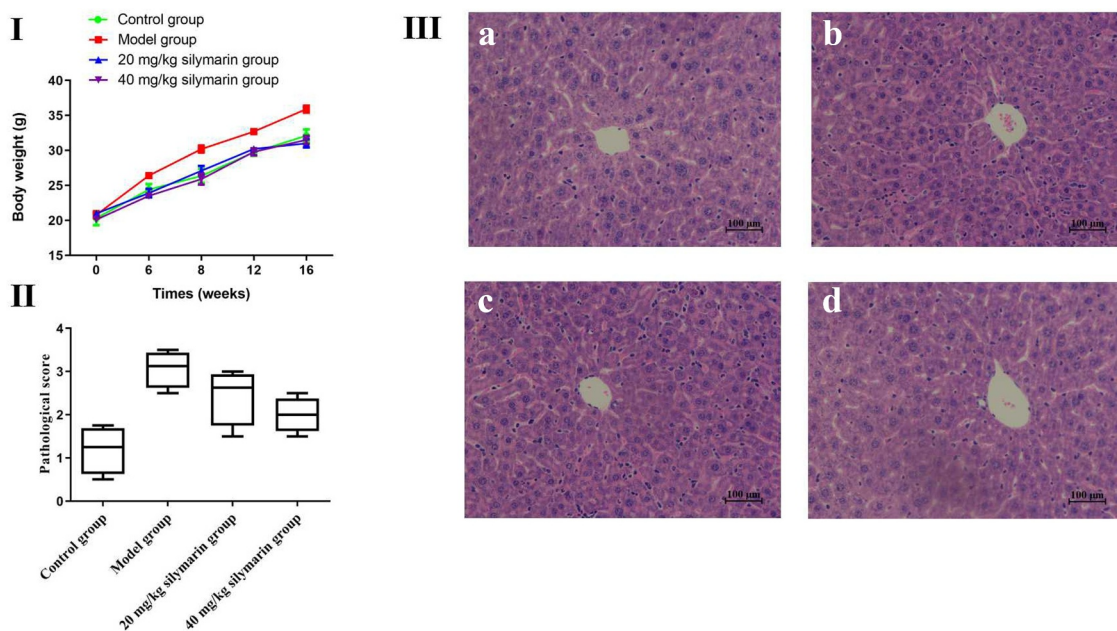 I
Control group
Model group
20 mg/kg silymarin group
40 mg/kg silymarin group
Body weight (g)
40
35
30
25
20
15
0 6 8 12 16
Times (weeks)
II
Pathological score
4
3
2
1
0
Control group
Model group
20 mg/kg silymarin group
40 mg/kg silymarin group
III
a
100 μm
b
100 μm
c
100 μm
d
100 μm